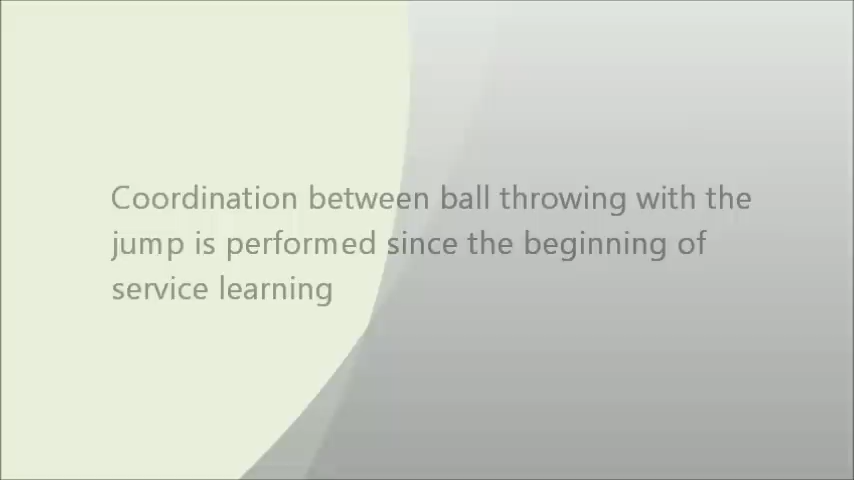 Coordination between ball throwing with the
jump is performed since the beginning of
service learning